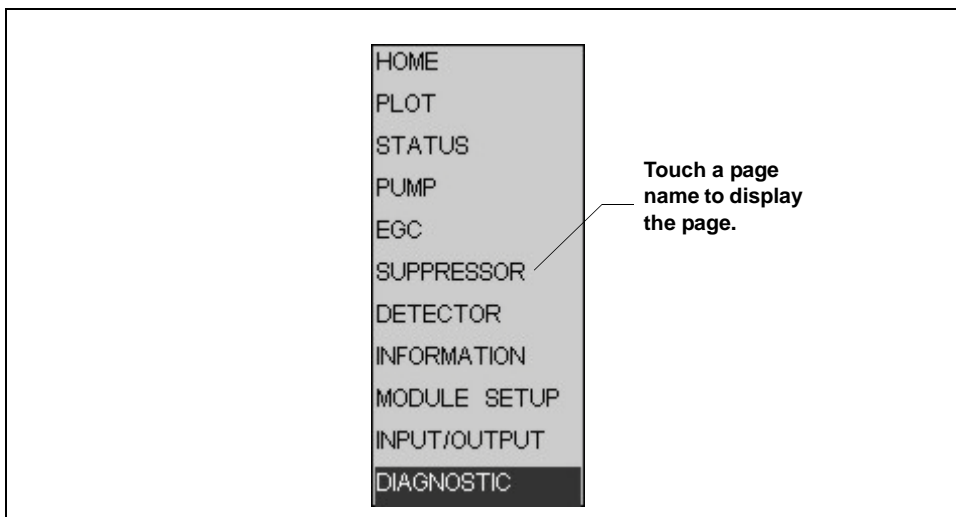 HOME
PLOT
STATUS
PUMP
EGC
SUPPRESSOR
DETECTOR
INFORMATION
MODULE SETUP
INPUT/OUTPUT
DIAGNOSTIC
Touch a page
name to display
the page.